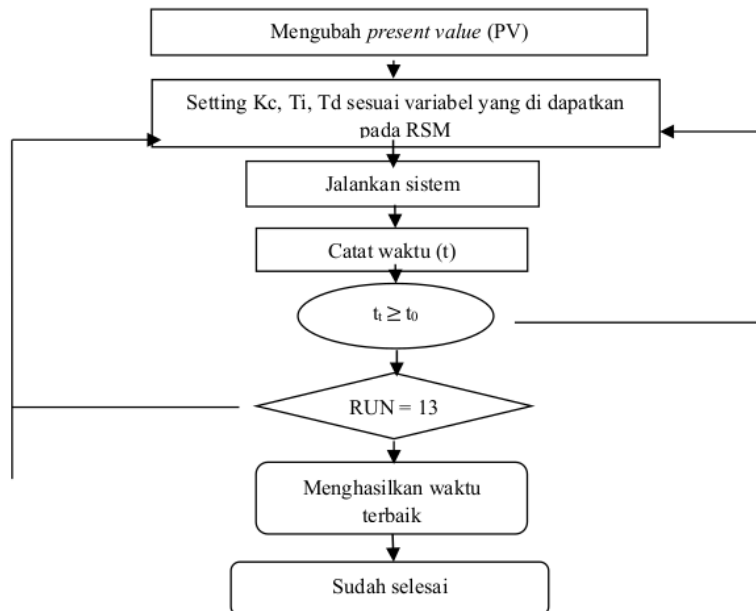 Mengubah present value (PV)
Setting Kc, Ti, Td sesuai variabel yang di dapatkan
pada RSM
Jalankan sistem
Catat waktu (t)
tₜ ≥ t₀
RUN = 13
Menghasilkan waktu
terbaik
Sudah selesai